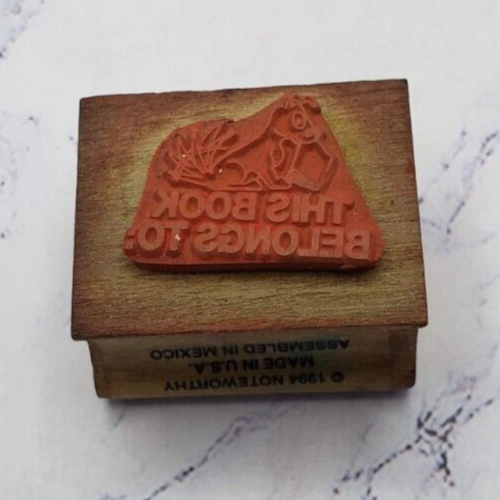 THIS BOOK
BELONGS TO:
© 1994 NOTEWORTHY
MADE IN U.S.A.
ASSEMBLED IN MEXICO